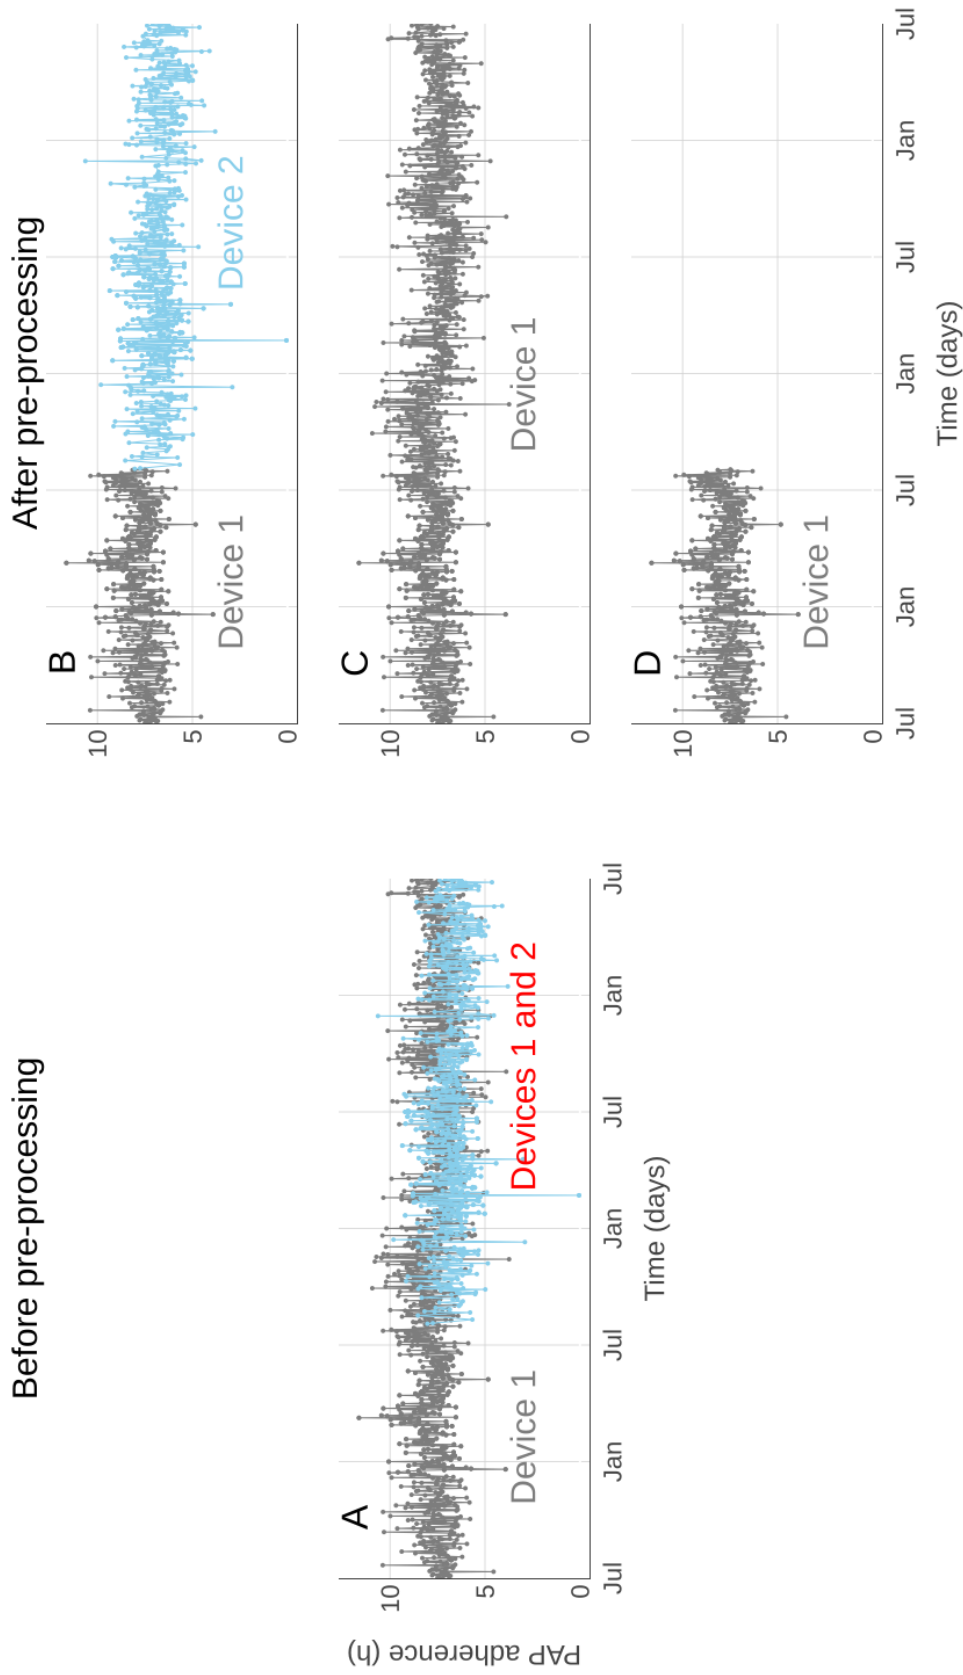 Before pre-processing
After pre-processing
A
PAP adherence (h)
10
5
0
Device 1
Devices 1 and 2
Jul
Jan
Jul
Jan
Jul
Jan
Jul
Time (days)
B
10
5
0
Device 1
Device 2
C
10
5
0
Device 1
D
10
5
0
Device 1
Jul
Jan
Jul
Jan
Jul
Jan
Jul
Time (days)